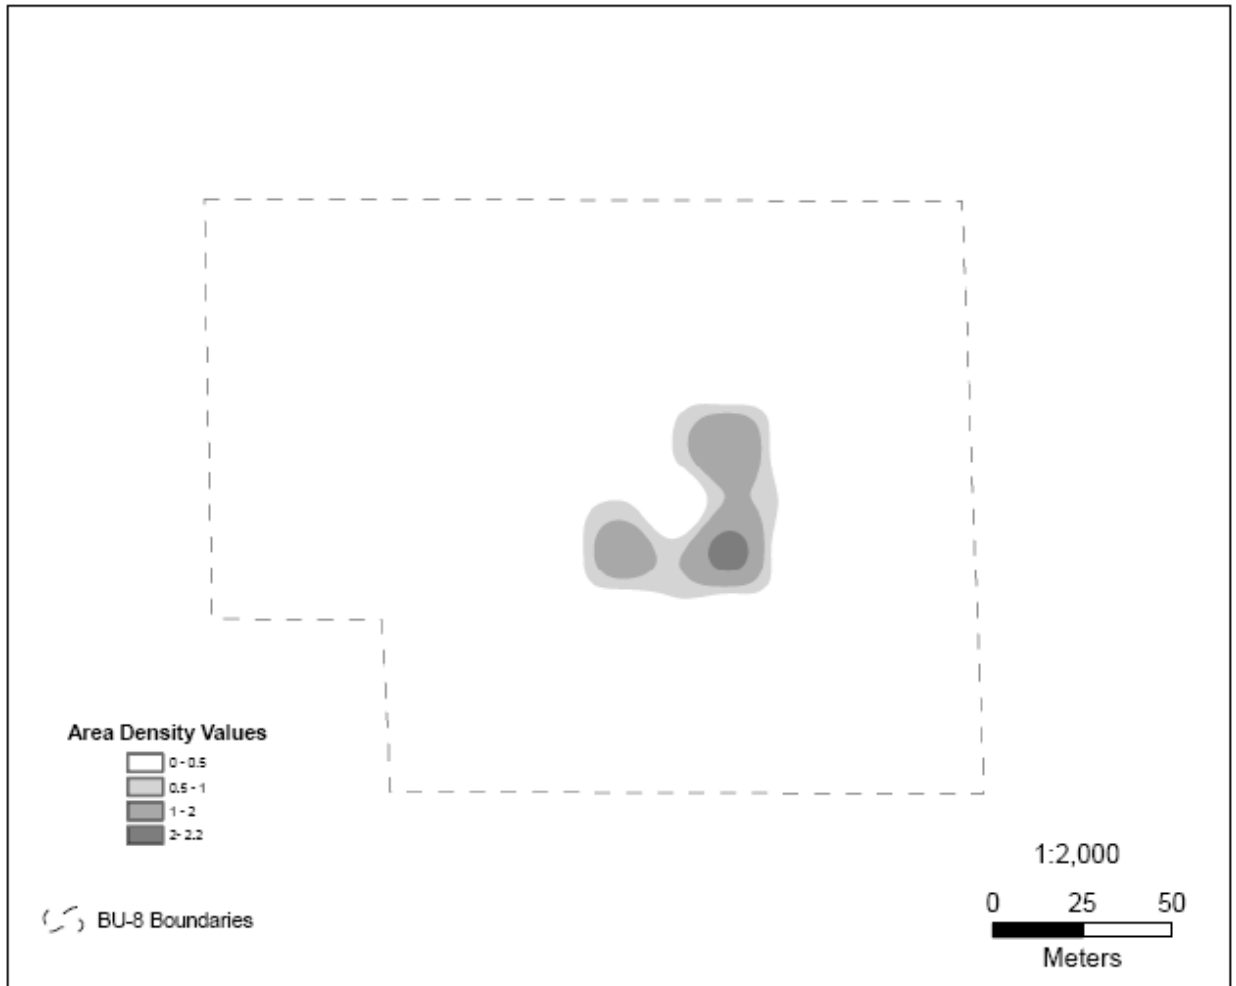 Area Density Values
0 - 0.5
0.5 - 1
1 - 2
2- 2.2
BU-8 Boundaries
1:2,000
0 25 50
Meters